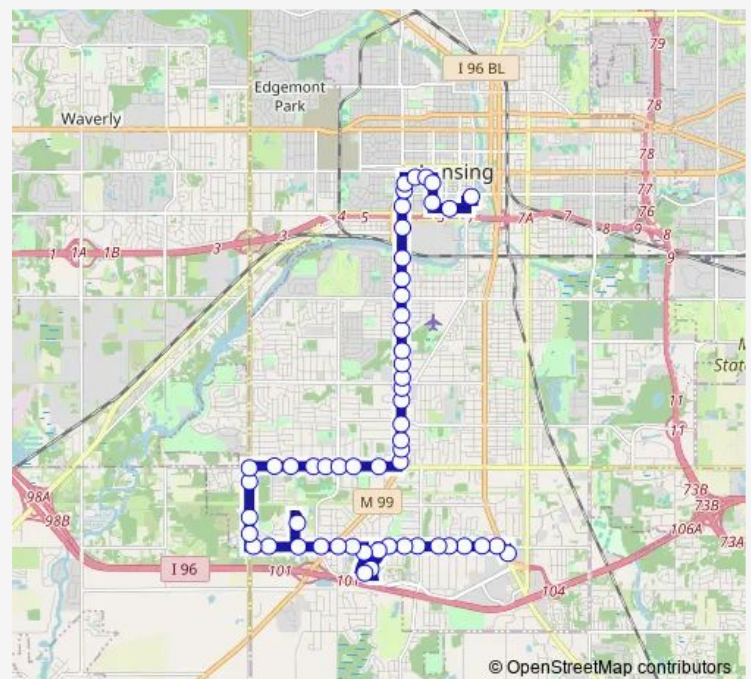 79
I 96 BL
Edgemont
Park
78
Waverly
78
nsing
77
76
4 5
7A 7 8 9 8
1A 1B 3 3
1
9
M
State
11
11
98A
98B
M 99
73B
73B
106A
73A
I 96
101
10
104
© OpenStreetMap contributors